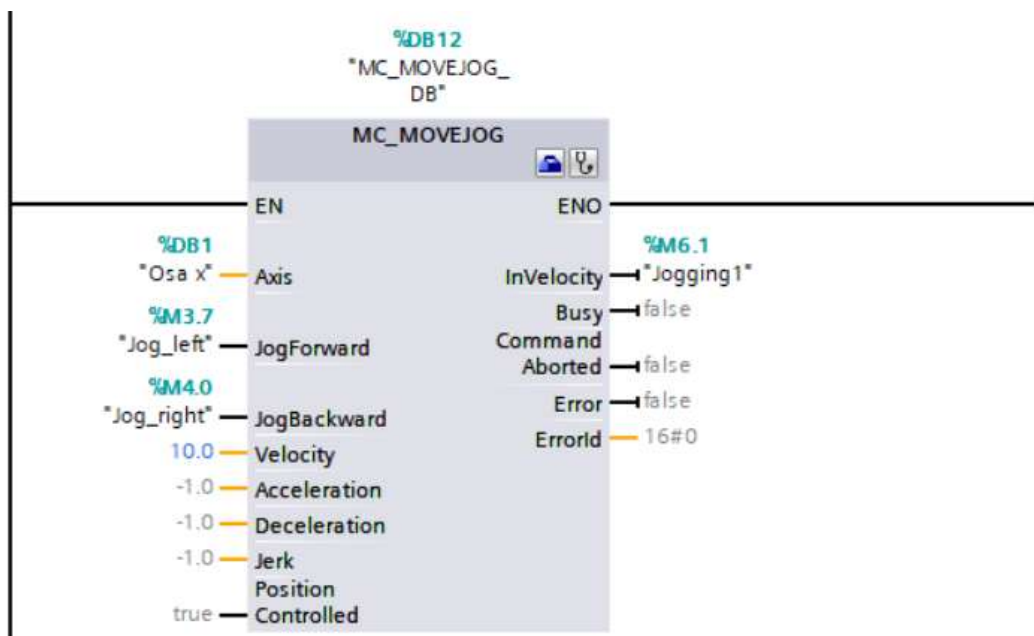 %DB12
"MC_MOVEJOG_
DB"
MC_MOVEJOG
EN ENO
%DB1 %M6.1
"Osa x" Axis InVelocity "Jogging1"
%M3.7 Busy false
"Jog_left" JogForward Command
Aborted false
%M4.0 Error false
"Jog_right" JogBackward ErrorId 16#0
10.0 Velocity
-1.0 Acceleration
-1.0 Deceleration
-1.0 Jerk
Position
true Controlled